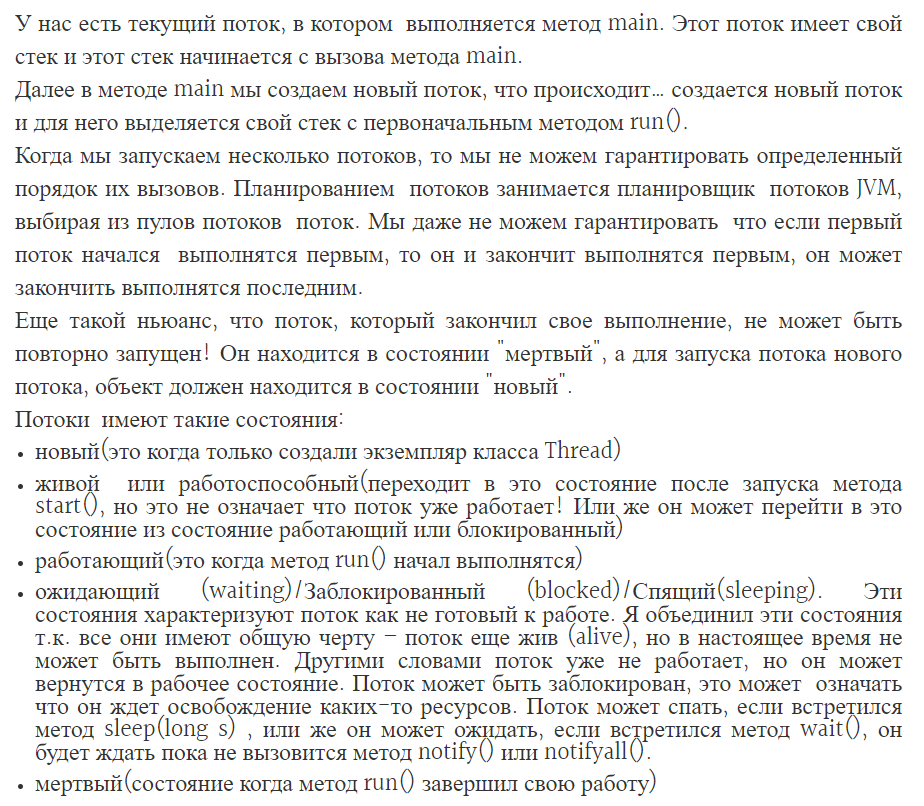 У нас есть текущий поток, в котором выполняется метод main. Этот поток имеет свой
стек и этот стек начинается с вызова метода main.
Далее в методе main мы создаем новый поток, что происходит... создается новый поток
и для него выделяется свой стек с первоначальным методом run().
Когда мы запускаем несколько потоков, то мы не можем гарантировать определенный
порядок их вызовов. Планированием потоков занимается планировщик потоков JVM,
выбирая из пулов потоков поток. Мы даже не можем гарантировать что если первый
поток начался выполнятся первым, то он и закончит выполнятся первым, он может
закончить выполнятся последним.
Еще такой ньюанс, что поток, который закончил свое выполнение, не может быть
повторно запущен! Он находится в состоянии "мертвый", а для запуска потока нового
потока, объект должен находится в состоянии "новый".
Потоки имеют такие состояния:
• новый(это когда только создали экземпляр класса Thread)
• живой или работоспособный(переходит в это состояние после запуска метода
start(), но это не означает что поток уже работает! Или же он может перейти в это
состояние из состояние работающий или блокированный)
• работающий(это когда метод run() начал выполнятся)
• ожидающий (waiting)/Заблокированный (blocked)/Спящий(sleeping). Эти
состояния характеризуют поток как не готовый к работе. Я объединил эти состояния
т.к. все они имеют общую черту – поток еще жив (alive), но в настоящее время не
может быть выполнен. Другими словами поток уже не работает, но он может
вернутся в рабочее состояние. Поток может быть заблокирован, это может означать
что он ждет освобождение каких-то ресурсов. Поток может спать, если встретился
метод sleep(long s) , или же он может ожидать, если встретился метод wait(), он
будет ждать пока не вызовится метод notify() или notifyall().
• мертвый(состояние когда метод run() завершил свою работу)